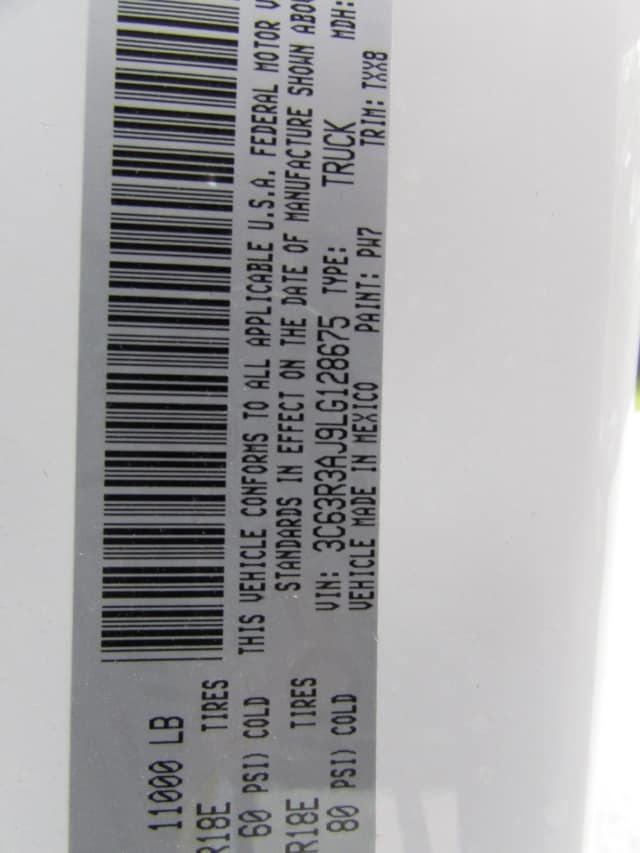 11000 LB
R18E TIRES
60 PSI) COLD
R18E TIRES
80 PSI) COLD
THIS VEHICLE CONFORMS TO ALL APPLICABLE U.S.A. FEDERAL MOTOR V
STANDARDS IN EFFECT ON THE DATE OF MANUFACTURE SHOWN ABOV
VIN: 3C63R3AJ9LG128675 TYPE: TRUCK MDH:
VEHICLE MADE IN MEXICO PAINT: PW7 TRIM: TXX8